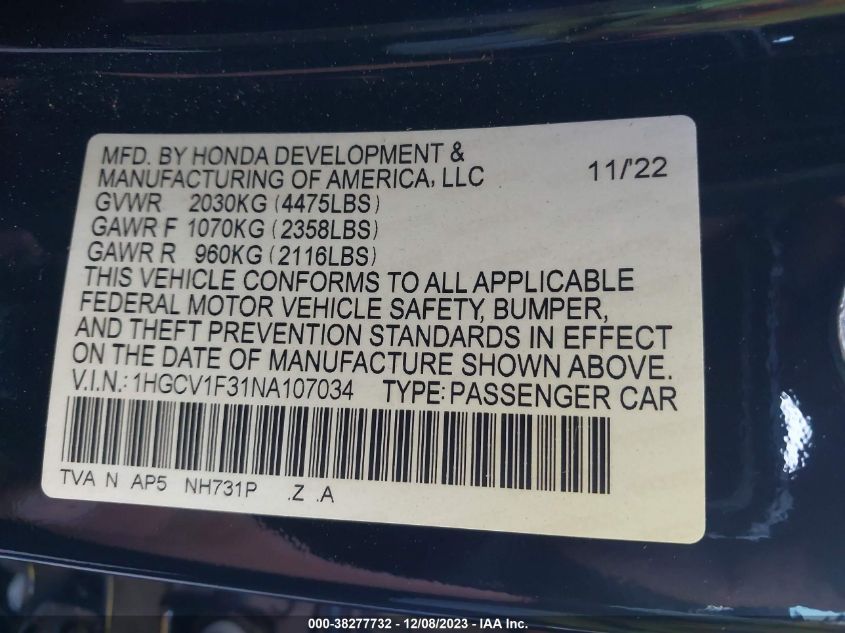 MFD. BY HONDA DEVELOPMENT &
MANUFACTURING OF AMERICA, LLC 11/'22
GVWR 2030KG (4475LBS)
GAWR F 1070KG (2358LBS)
GAWR R 960KG (2116LBS)
THIS VEHICLE CONFORMS TO ALL APPLICABLE
FEDERAL MOTOR VEHICLE SAFETY, BUMPER,
AND THEFT PREVENTION STANDARDS IN EFFECT
ON THE DATE OF MANUFACTURE SHOWN ABOVE.
V.I.N.: 1HGCV1F31NA107034 TYPE: PASSENGER CAR
TVA N AP5 NH731P .Z .A
000-38277732 - 12/08/2023 - IAA Inc.